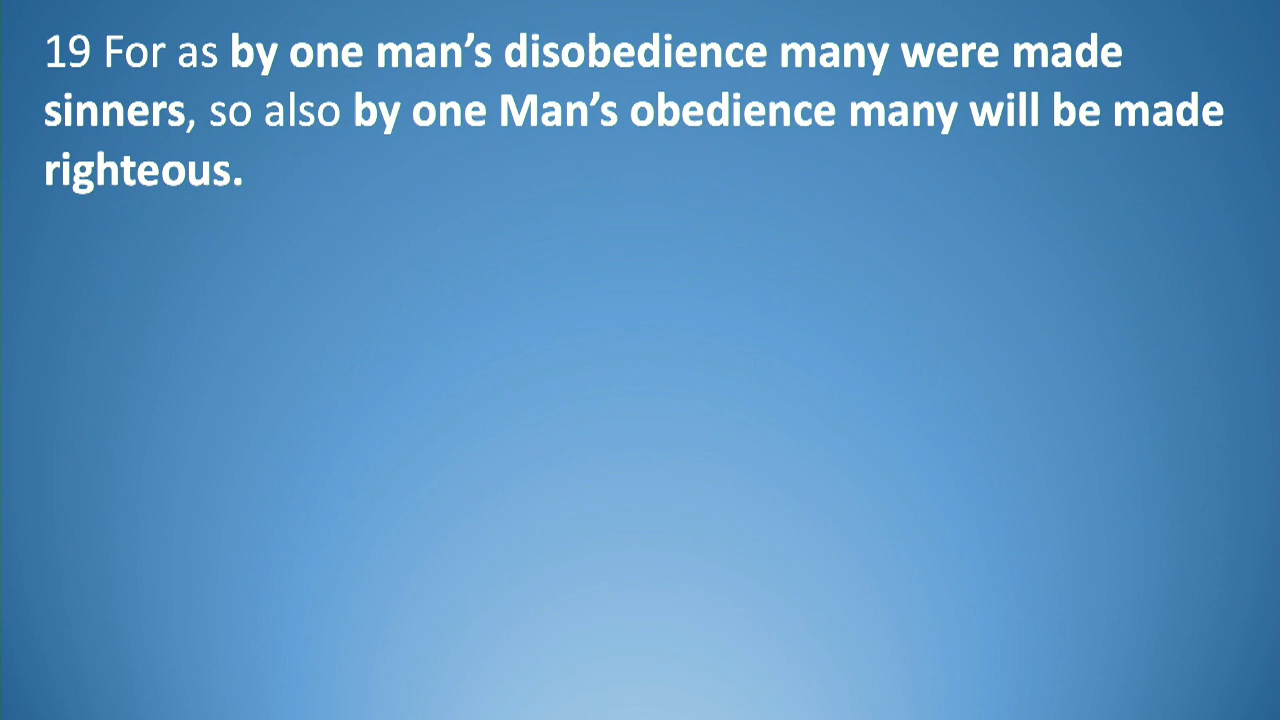 19 For as by one man’s disobedience many were made
sinners, so also by one Man’s obedience many will be made
righteous.